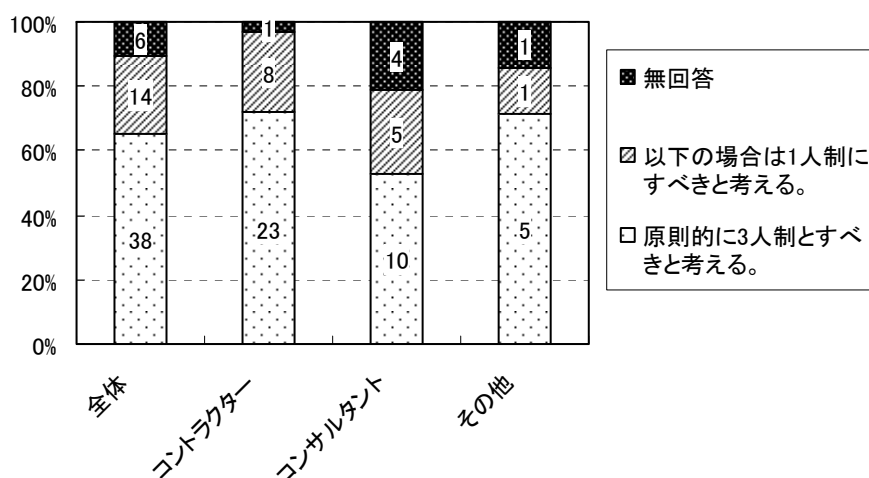 100%
80%
60%
40%
20%
0%
6
14
38
1
8
23
4
5
10
1
1
5
全体
コントラクター
コンサルタント
その他
無回答
以下の場合は1人制に
すべきと考える。
原則的に3人制とすべ
きと考える。